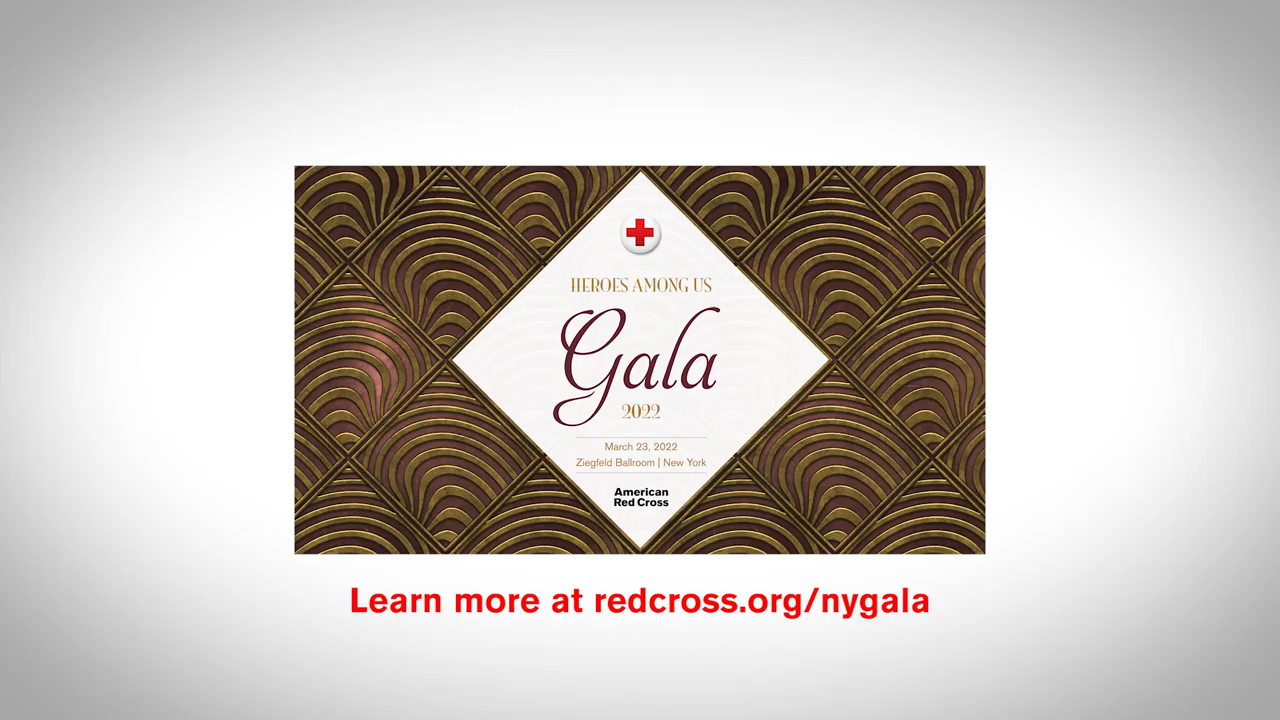 HEROES AMONG US
Gala
2022
March 23, 2022
Ziegfeld Ballroom | New York
American
Red Cross
Learn more at redcross.org/nygala